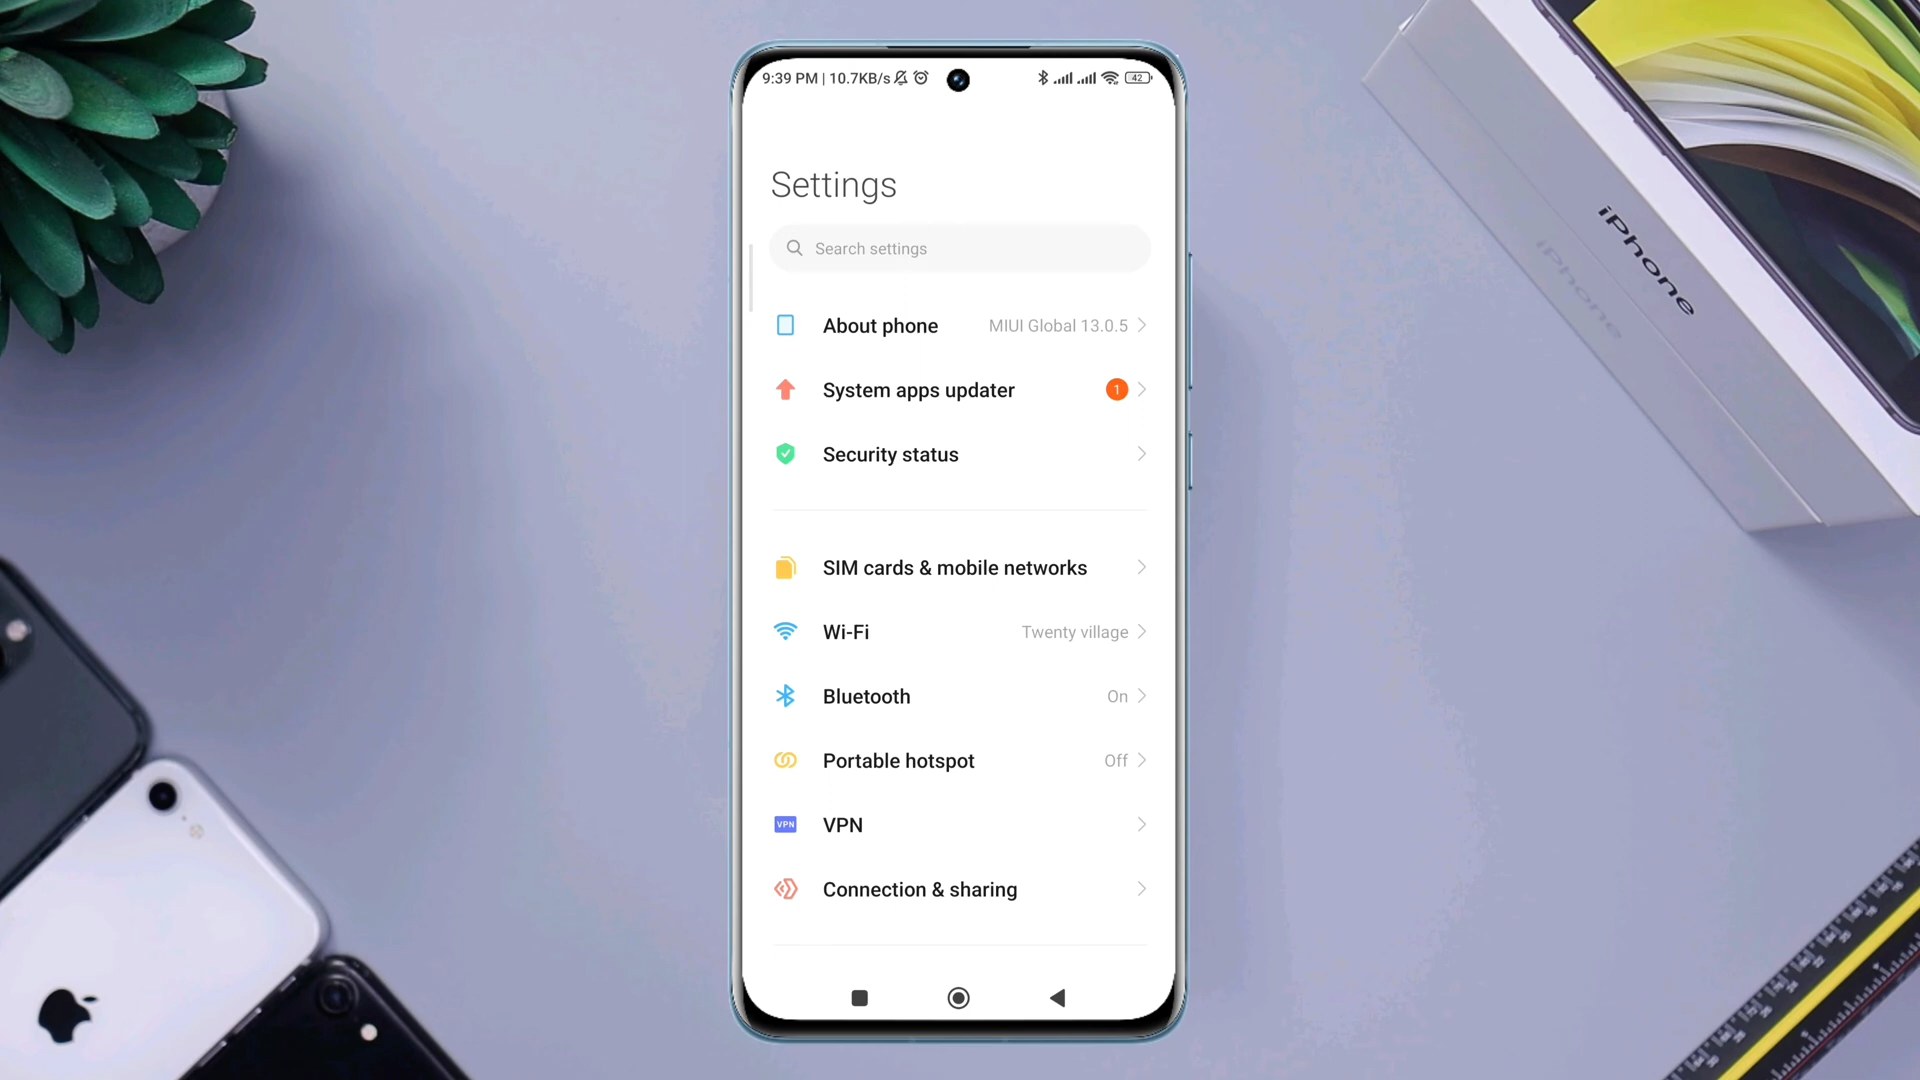 9:39 PM | 10.7KB/s
42
Settings
Search settings
About phone
MIUI Global 13.0.5
System apps updater
1
Security status
SIM cards & mobile networks
Wi-Fi
Twenty village
Bluetooth
On
Portable hotspot
Off
VPN
VPN
Connection & sharing
iPhone
iPhone